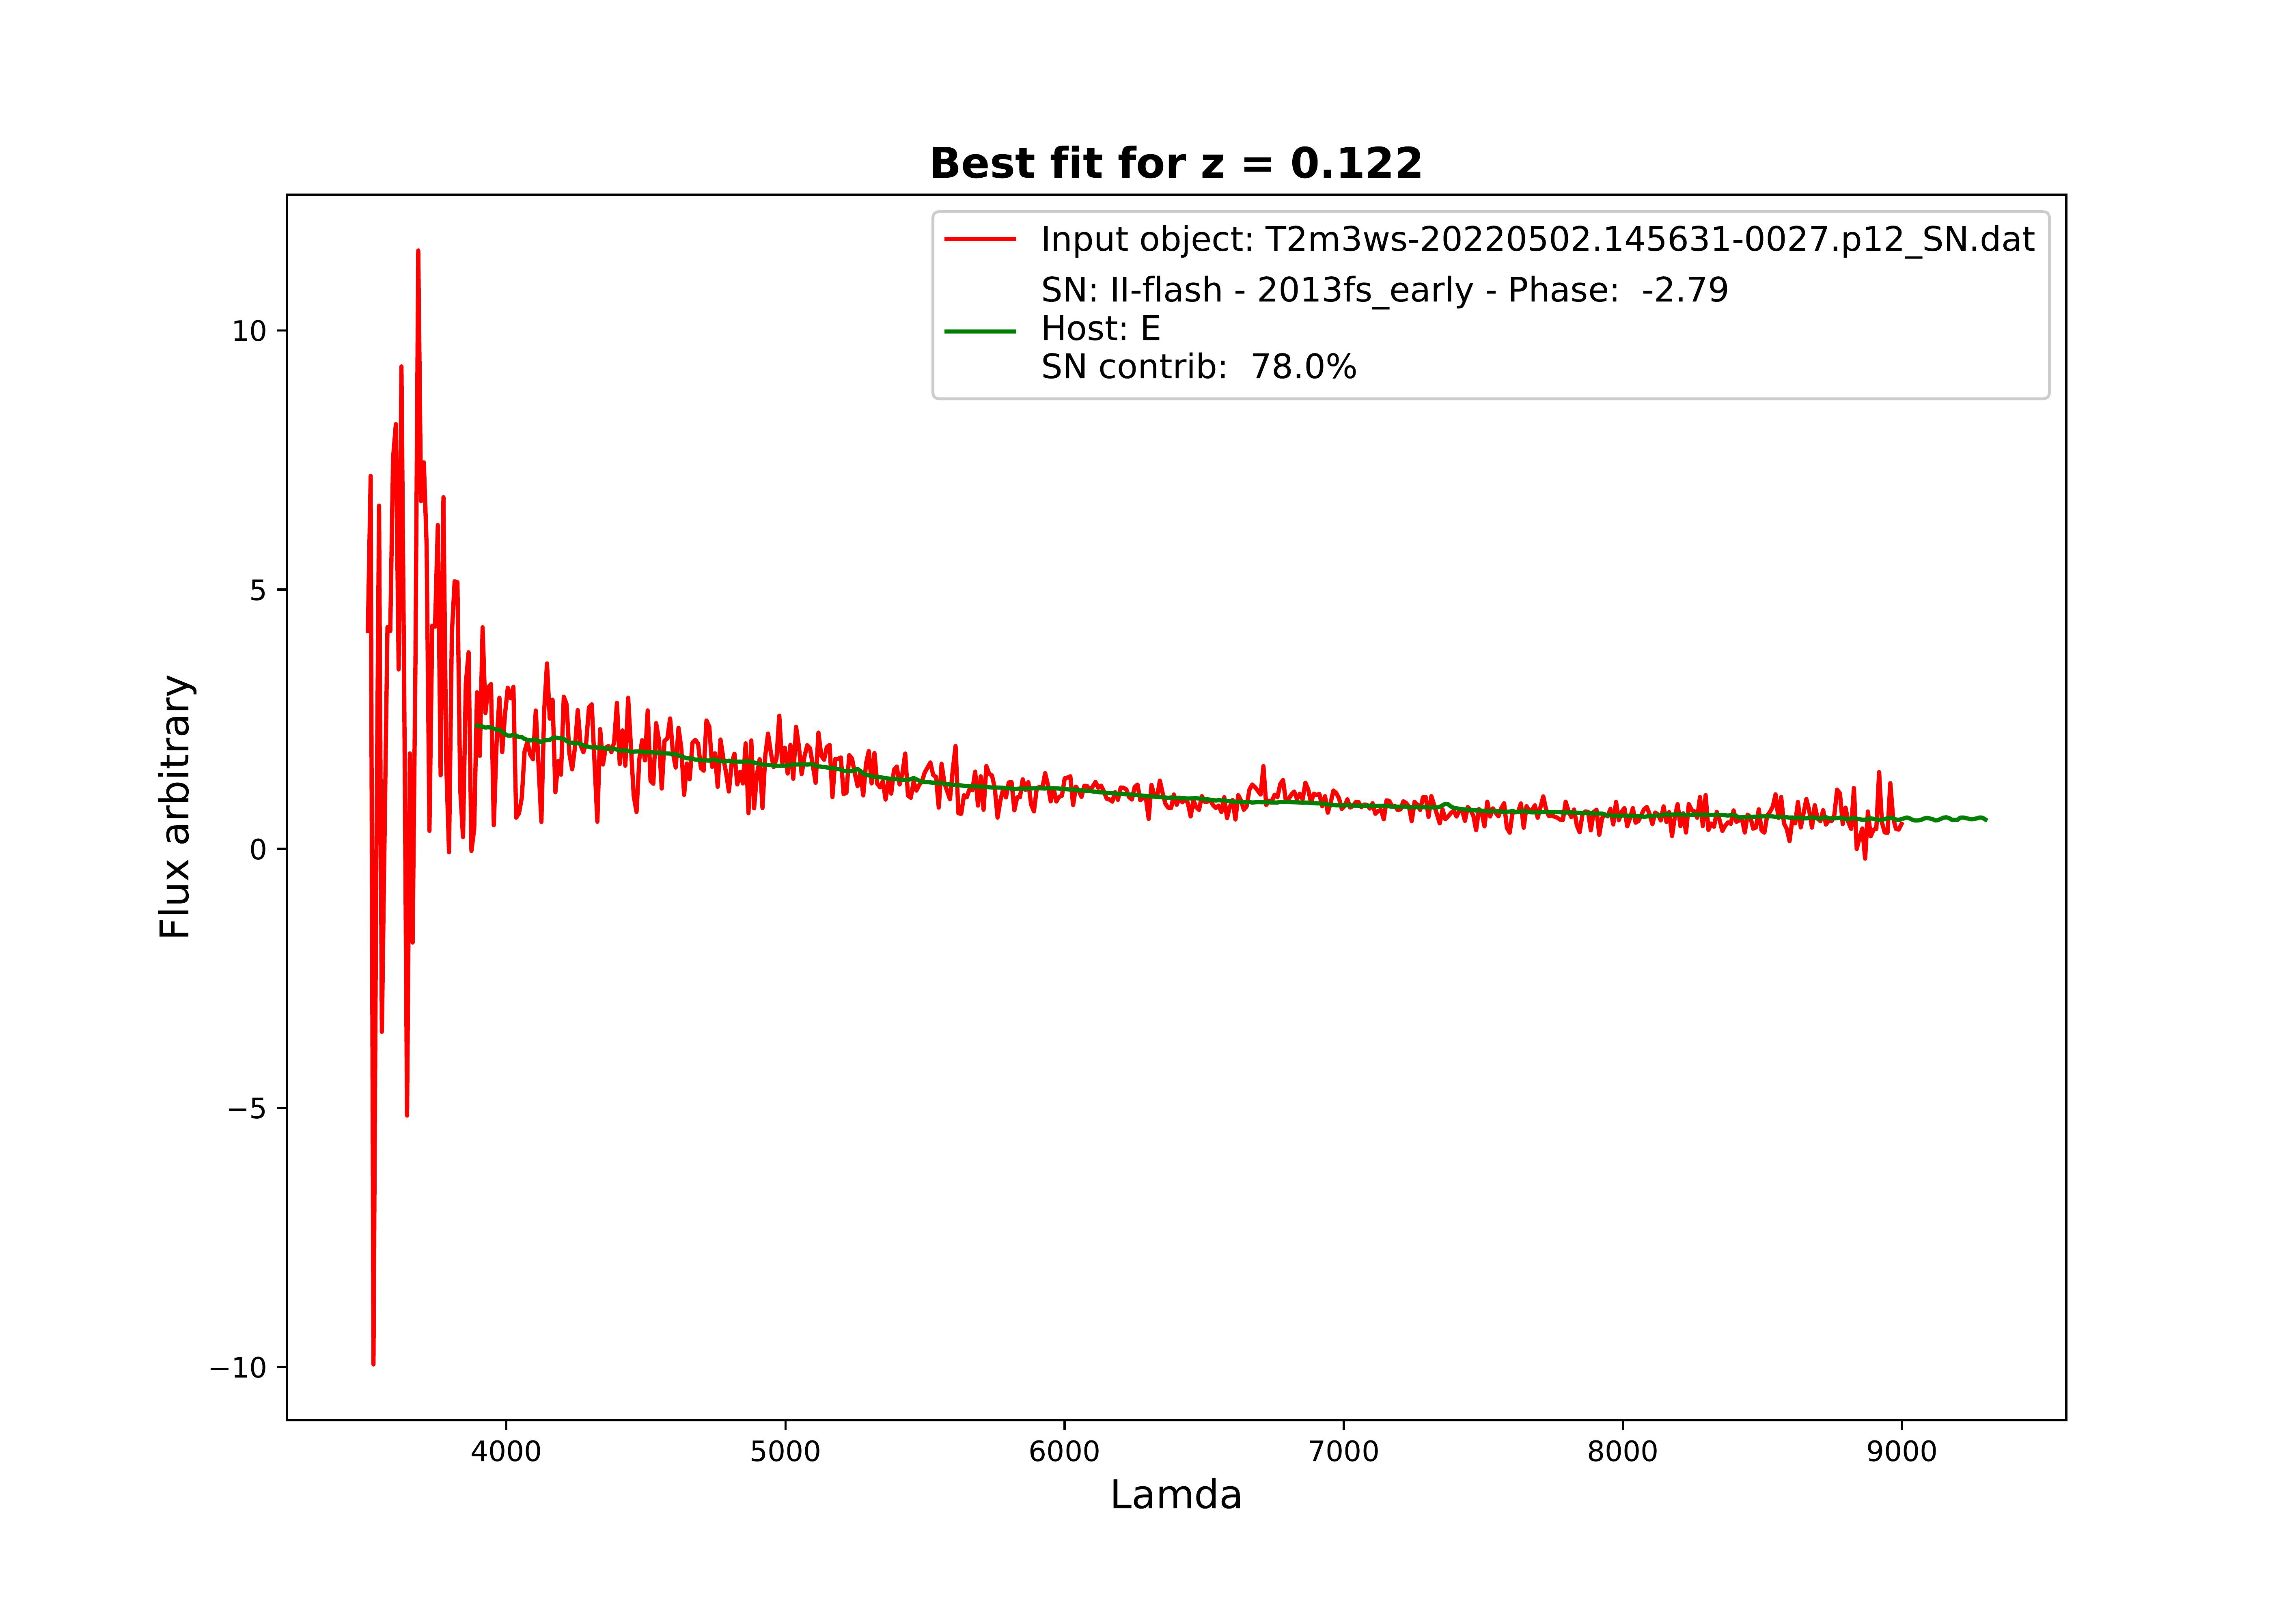 Best fit for z = 0.122
Input object: T2m3ws-20220502.145631-0027.p12_SN.dat
SN: II-flash - 2013fs_early - Phase:  -2.79
Host: E
SN contrib:  78.0%
10
5
0
−5
−10
Flux arbitrary
4000 5000 6000 7000 8000 9000
Lamda